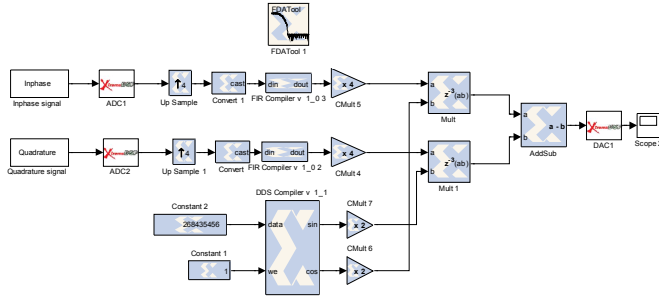 FDATool
FDATool 1
Inphase
Inphase signal
ADC1
4
Up Sample
cast
Convert 1
din dout
FIR Compiler v 1_0 3
x 4
CMult 5
a
b
z-3(ab)
Mult
Quadrature
Quadrature signal
ADC2
4
Up Sample 1
cast
Convert
din dout
FIR Compiler v 1_0 2
x 4
CMult 4
a
b
z-3(ab)
Mult 1
a
b
a - b
AddSub
DAC1
Scope 2
DDS Compiler v 1_1
Constant 2
268435456
data
sin
CMult 7
x 2
Constant 1
1
we
cos
CMult 6
x 2